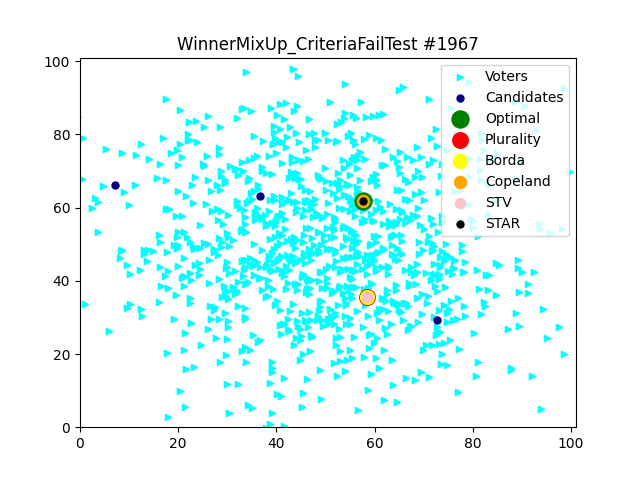 WinnerMixUp_CriteriaFailTest #1967
100
80
60
40
20
0
0
20
40
60
80
100
Voters
Candidates
Optimal
Plurality
Borda
Copeland
STV
STAR